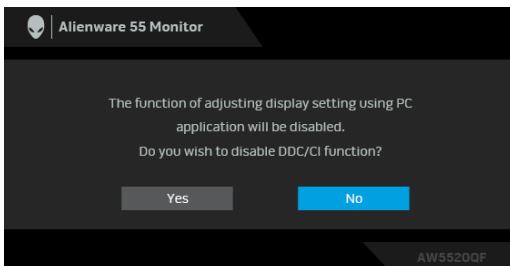 Alienware 55 Monitor
The function of adjusting display setting using PC
application will be disabled.
Do you wish to disable DDC/CI function?
Yes
No
AW5520QF